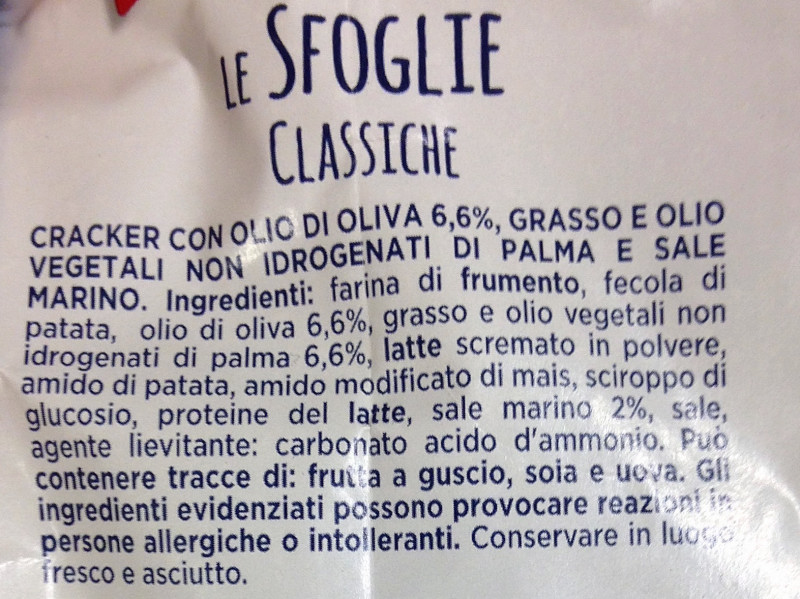 LE SFOGLIE
CLASSICHE
CRACKER CON OLIO DI OLIVA 6,6%, GRASSO E OLIO
VEGETALI NON IDROGENATI DI PALMA E SALE
MARINO. Ingredienti: farina di frumento, fecola di
patata, olio di oliva 6,6%, grasso e olio vegetali non
idrogenati di palma 6,6%, latte scremato in polvere,
amido di patata, amido modificato di mais, sciroppo di
glucosio, proteine del latte, sale marino 2%, sale,
agente lievitante: carbonato acido d'ammonio. Può
contenere tracce di: frutta a guscio, soia e uova. Gli
ingredienti evidenziati possono provocare reazioni in
persone allergiche o intolleranti. Conservare in luogo
fresco e asciutto.